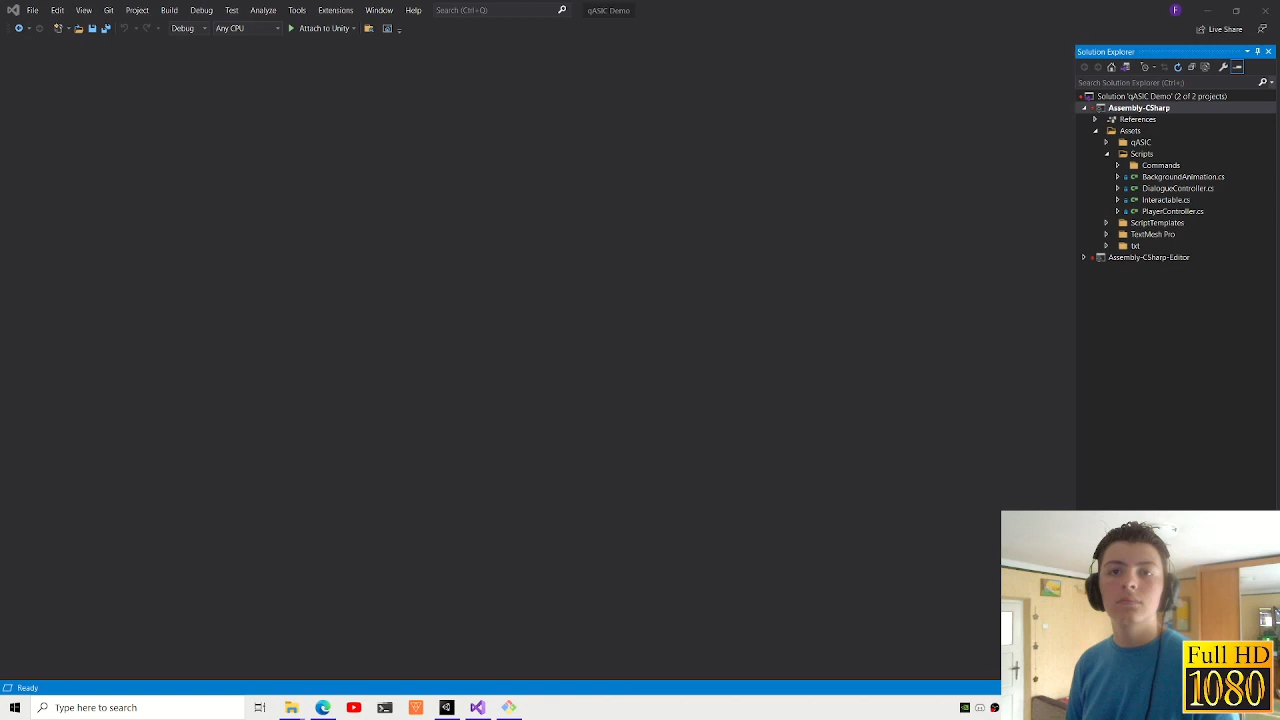 File Edit View Git Project Build Debug Test Analyze Tools Extensions Window Help Search (Ctrl+Q) qASIC Demo F
Debug Any CPU Attach to Unity Live Share
Solution Explorer
Search Solution Explorer (Ctrl+;)
Solution 'qASIC Demo' (2 of 2 projects)
Assembly-CSharp
References
Assets
qASIC
Scripts
Commands
BackgroundAnimation.cs
DialogueController.cs
Interactable.cs
PlayerController.cs
ScriptTemplates
TextMesh Pro
txt
Assembly-CSharp-Editor
Full HD
1080
Ready
Type here to search